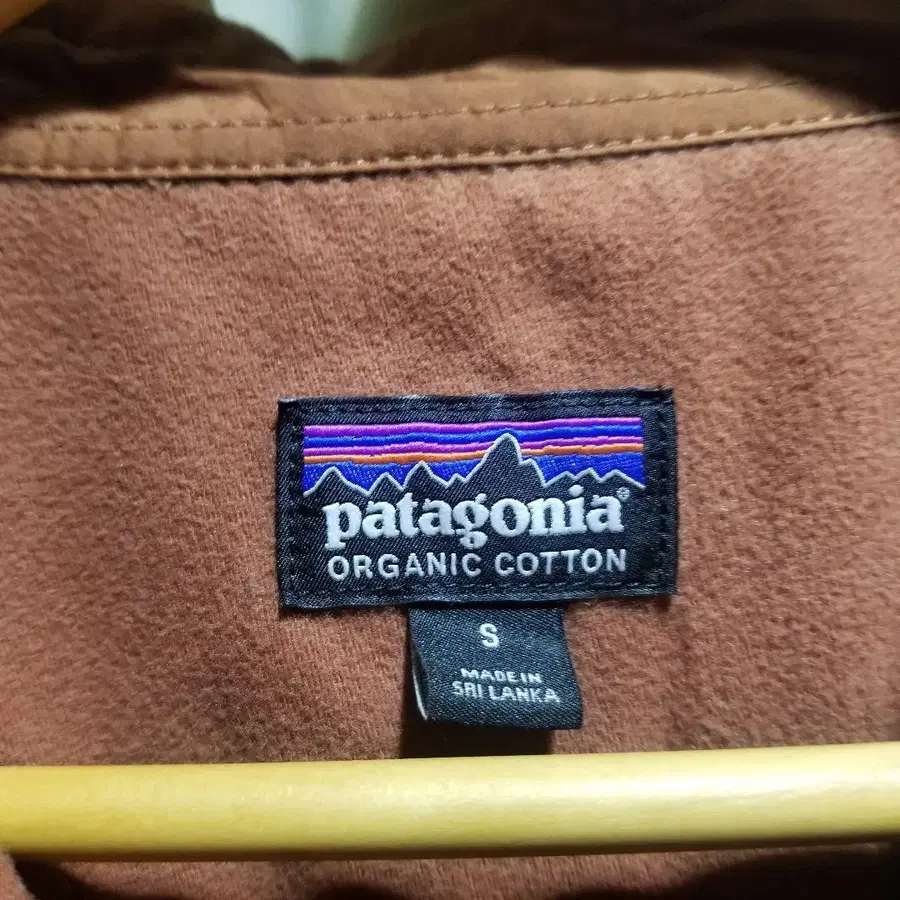 patagonia®
ORGANIC COTTON
S
MADE IN
SRI LANKA